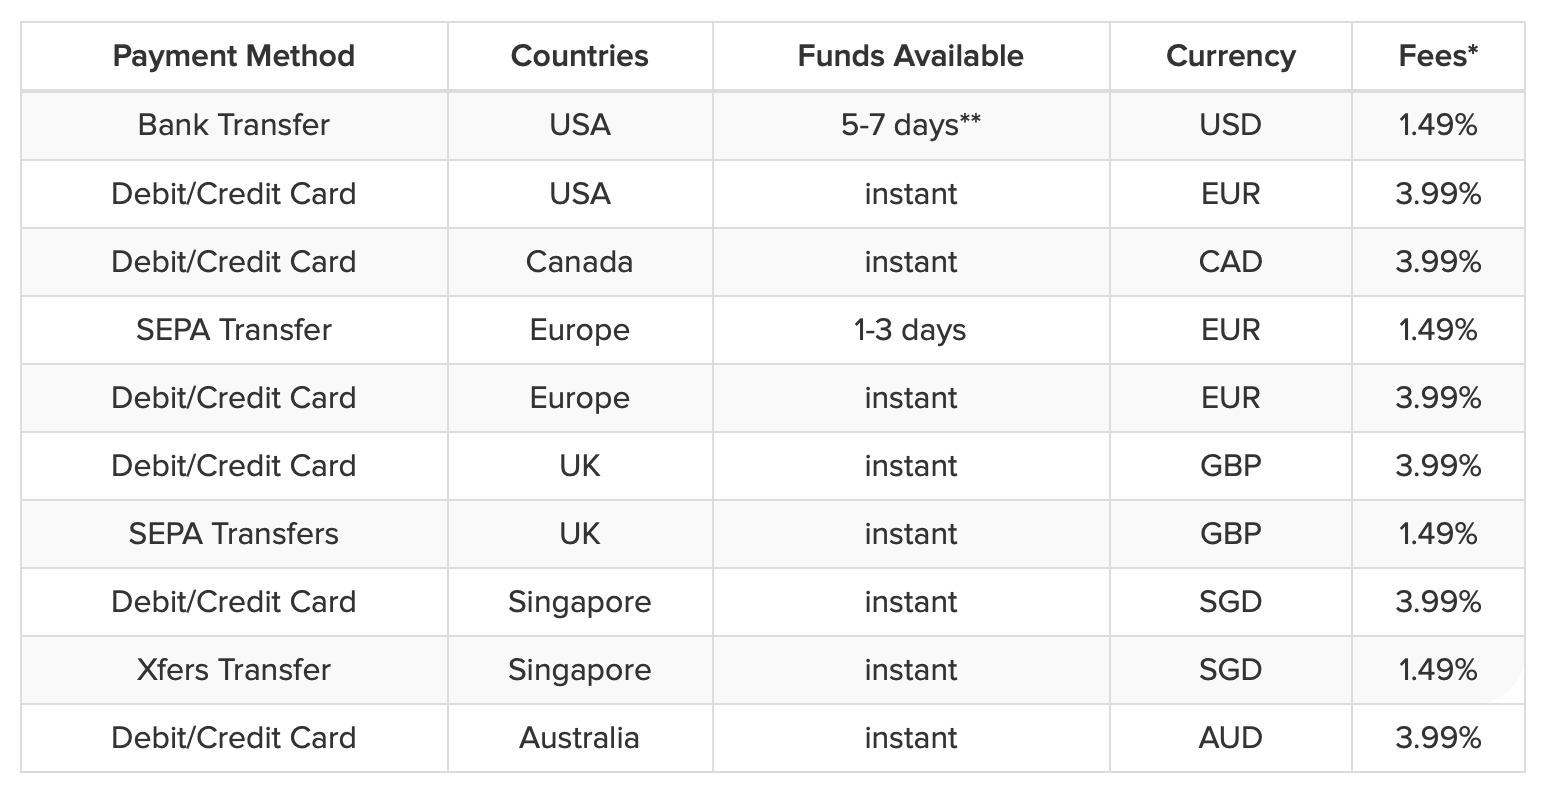 Payment Method Countries Funds Available Currency Fees*
Bank Transfer USA 5-7 days** USD 1.49%
Debit/Credit Card USA instant EUR 3.99%
Debit/Credit Card Canada instant CAD 3.99%
SEPA Transfer Europe 1-3 days EUR 1.49%
Debit/Credit Card Europe instant EUR 3.99%
Debit/Credit Card UK instant GBP 3.99%
SEPA Transfers UK instant GBP 1.49%
Debit/Credit Card Singapore instant SGD 3.99%
Xfers Transfer Singapore instant SGD 1.49%
Debit/Credit Card Australia instant AUD 3.99%